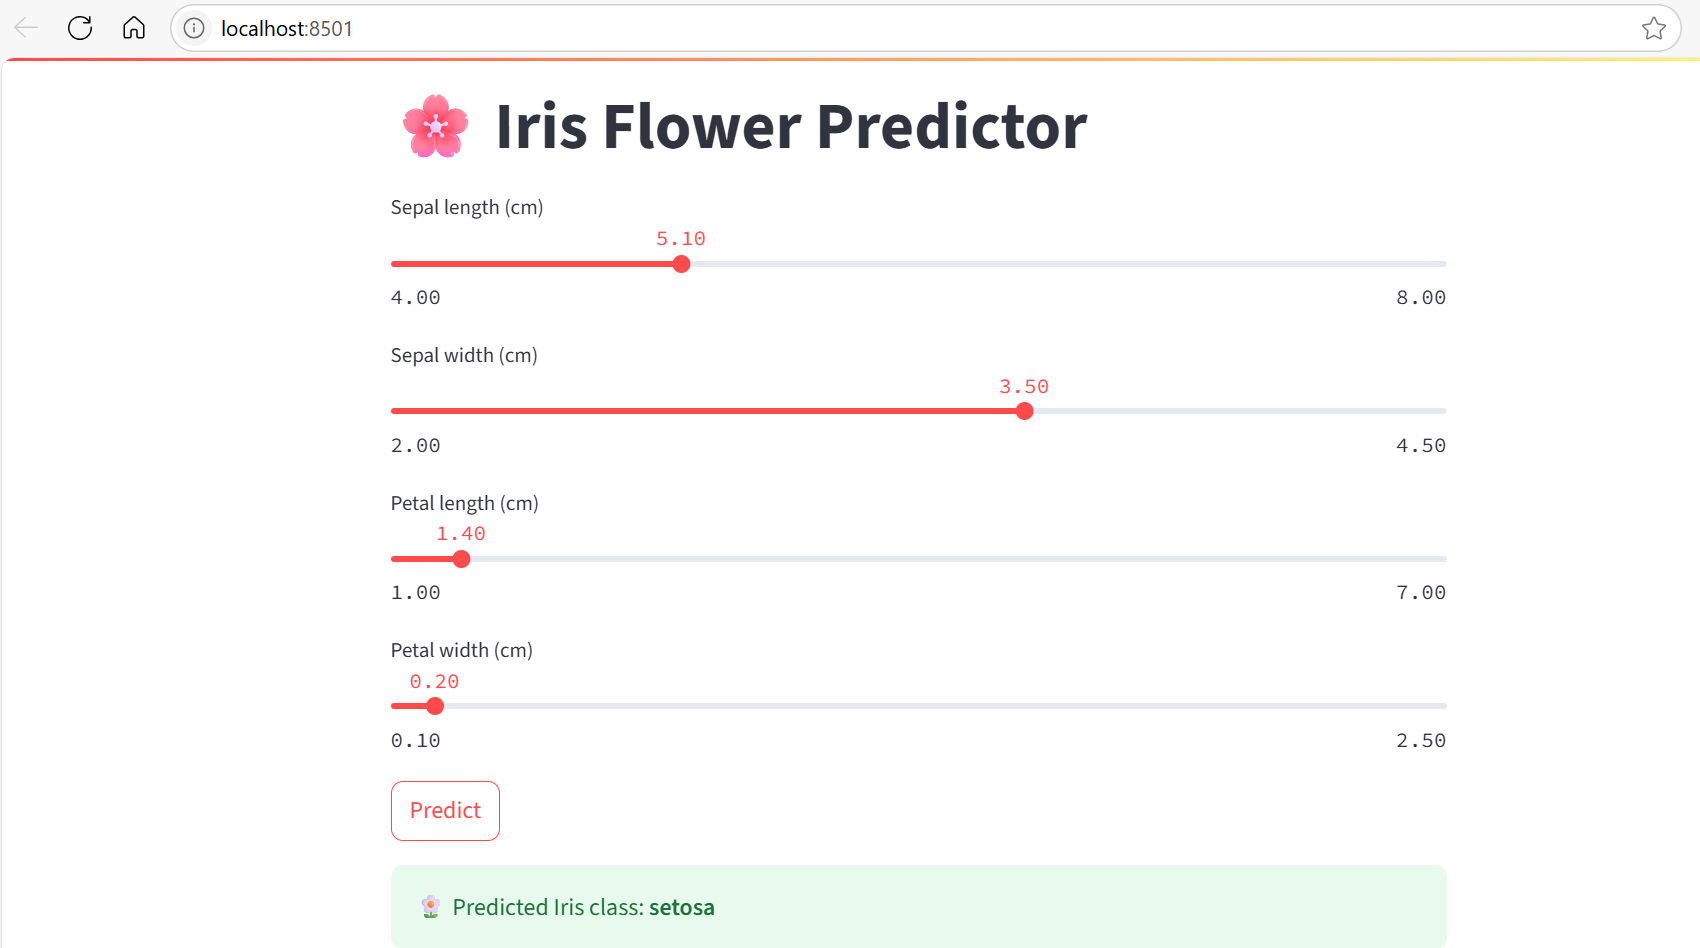 localhost:8501
Iris Flower Predictor
Sepal length (cm)
5.10
4.00 8.00
Sepal width (cm)
3.50
2.00 4.50
Petal length (cm)
1.40
1.00 7.00
Petal width (cm)
0.20
0.10 2.50
Predict
Predicted Iris class: setosa